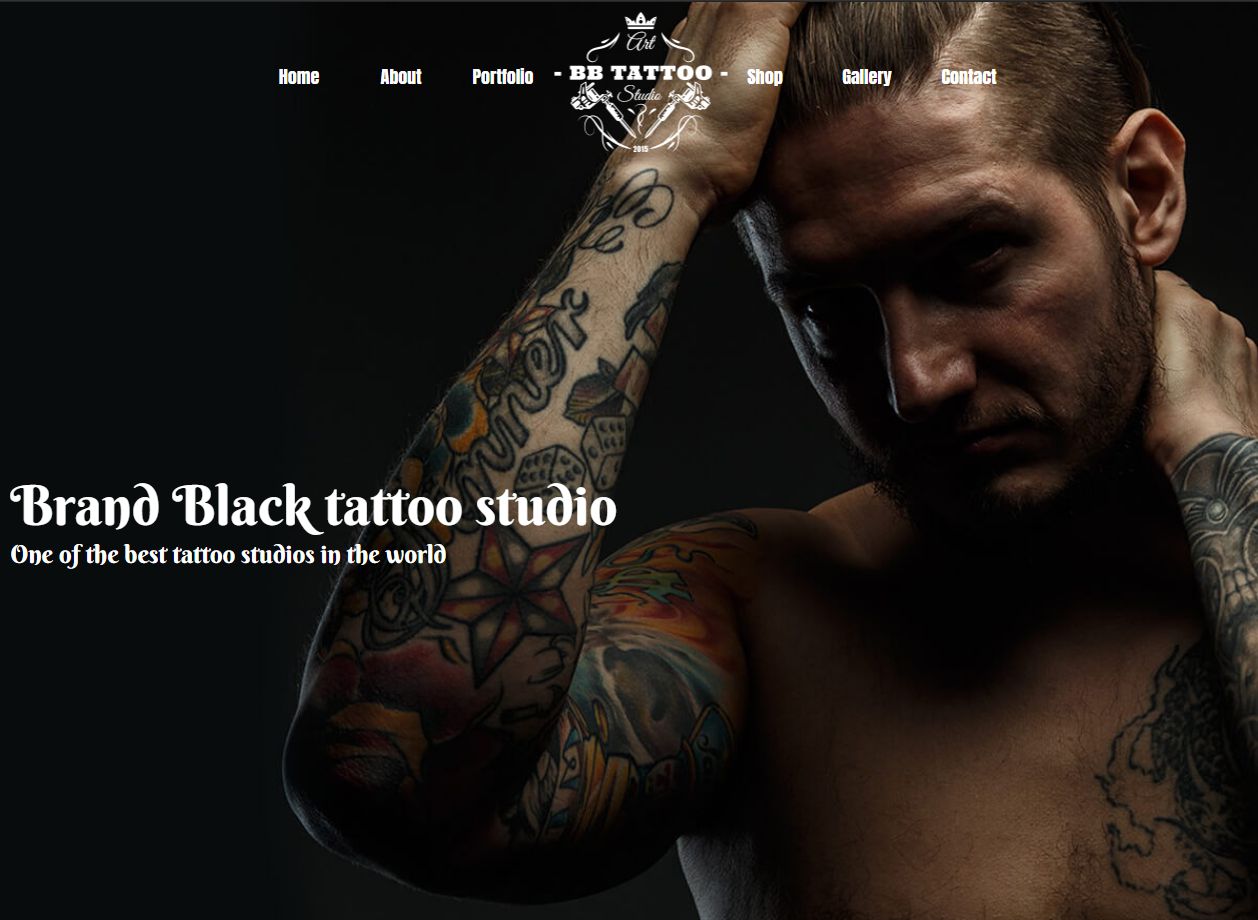 Home About Portfolio Shop Gallery Contact
Art
- BB TATTOO -
Studio
2015
Brand Black tattoo studio
One of the best tattoo studios in the world